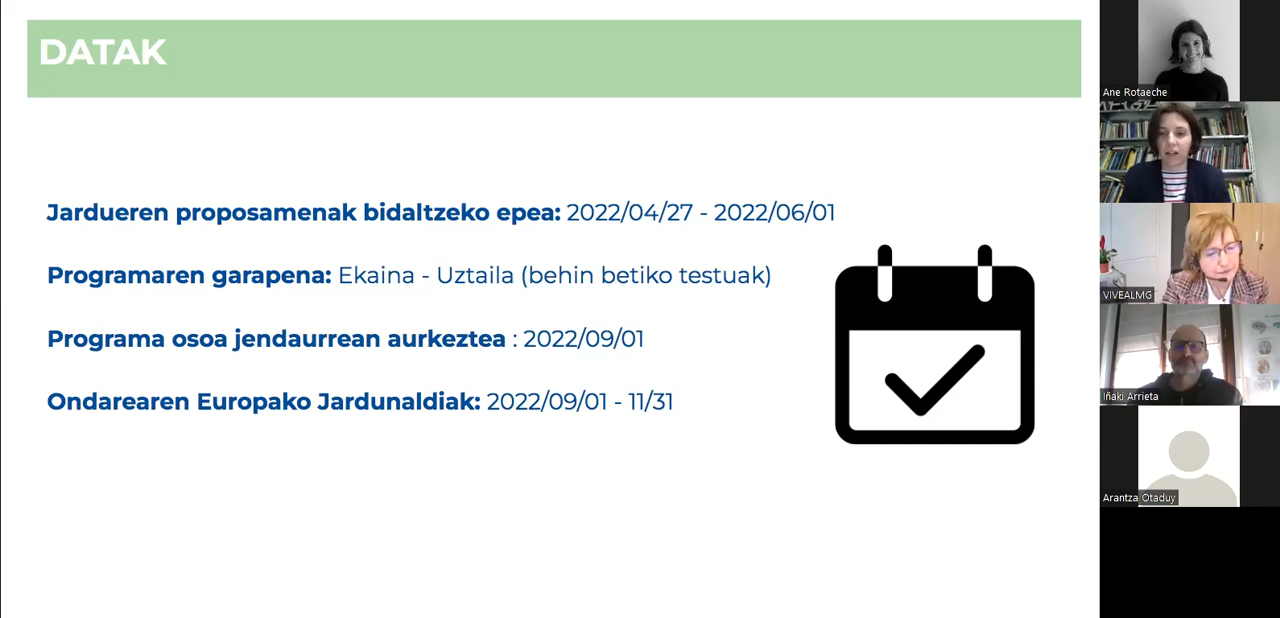 DATAK
Jardueren proposamenak bidaltzeko epea: 2022/04/27 - 2022/06/01
Programaren garapena: Ekaina - Uztaila (behin betiko testuak)
Programa osoa jendaurrean aurkeztea : 2022/09/01
Ondarearen Europako Jardunaldiak: 2022/09/01 - 11/31
Ane Rotaeche
VIVEALMG
Iñaki Arrieta
Arantza Otaduy